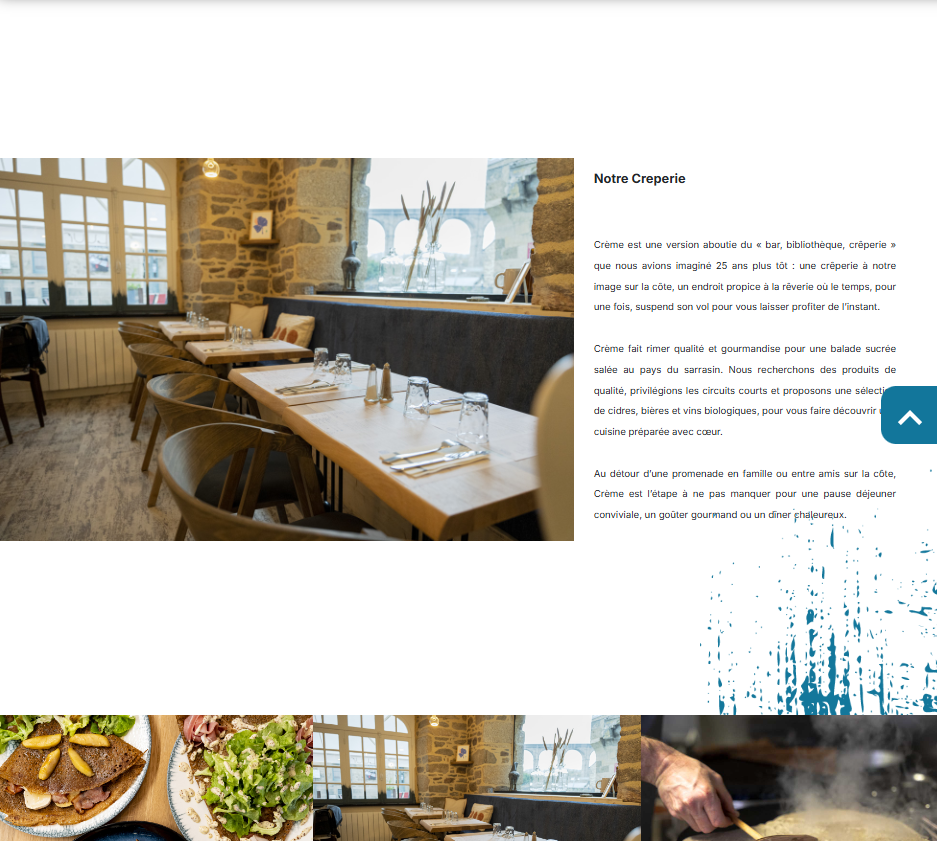 Notre Creperie
Crème est une version aboutie du « bar, bibliothèque, crêperie »
que nous avions imaginé 25 ans plus tôt : une crêperie à notre
image sur la côte, un endroit propice à la rêverie où le temps, pour
une fois, suspend son vol pour vous laisser profiter de l'instant.
Crème fait rimer qualité et gourmandise pour une balade sucrée
salée au pays du sarrasin. Nous recherchons des produits de
qualité, privilégions les circuits courts et proposons une
de cidres, bières et vins biologiques, pour vous faire découvrir
cuisine préparée avec cœur.
Au détour d'une promenade en famille ou entre amis sur la côte,
Crème est l'étape à ne pas manquer pour une pause déjeuner
conviviale, un goûter gourmand ou un dîner chaleureux.